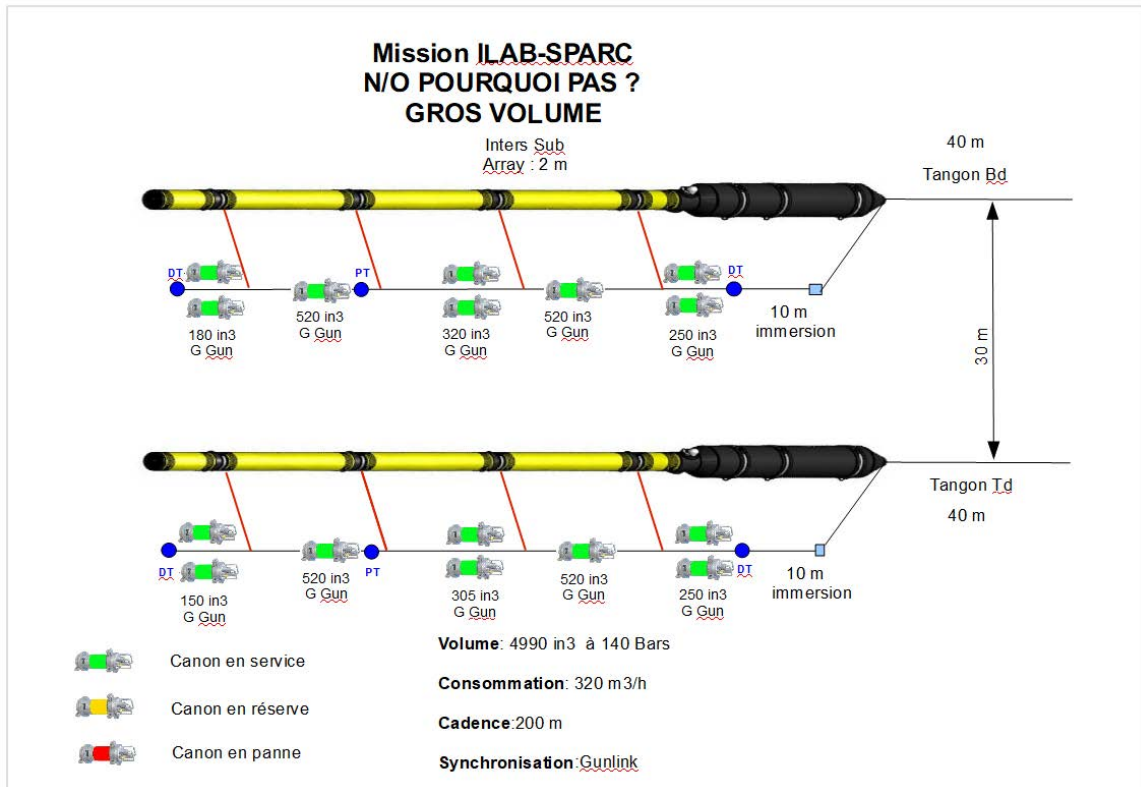 Mission ILAB-SPARC
N/O POURQUOI PAS ?
GROS VOLUME
Inters Sub
Array : 2 m
40 m
Tangon Bd
DT
PT
DT
180 in3
G Gun
520 in3
G Gun
320 in3
G Gun
520 in3
G Gun
250 in3
G Gun
10 m
immersion
30 m
Tangon Td
40 m
DT
PT
DT
150 in3
G Gun
520 in3
G Gun
305 in3
G Gun
520 in3
G Gun
250 in3
G Gun
10 m
immersion
Canon en service
Canon en réserve
Canon en panne
Volume: 4990 in3 à 140 Bars
Consommation: 320 m3/h
Cadence:200 m
Synchronisation:Gunlink